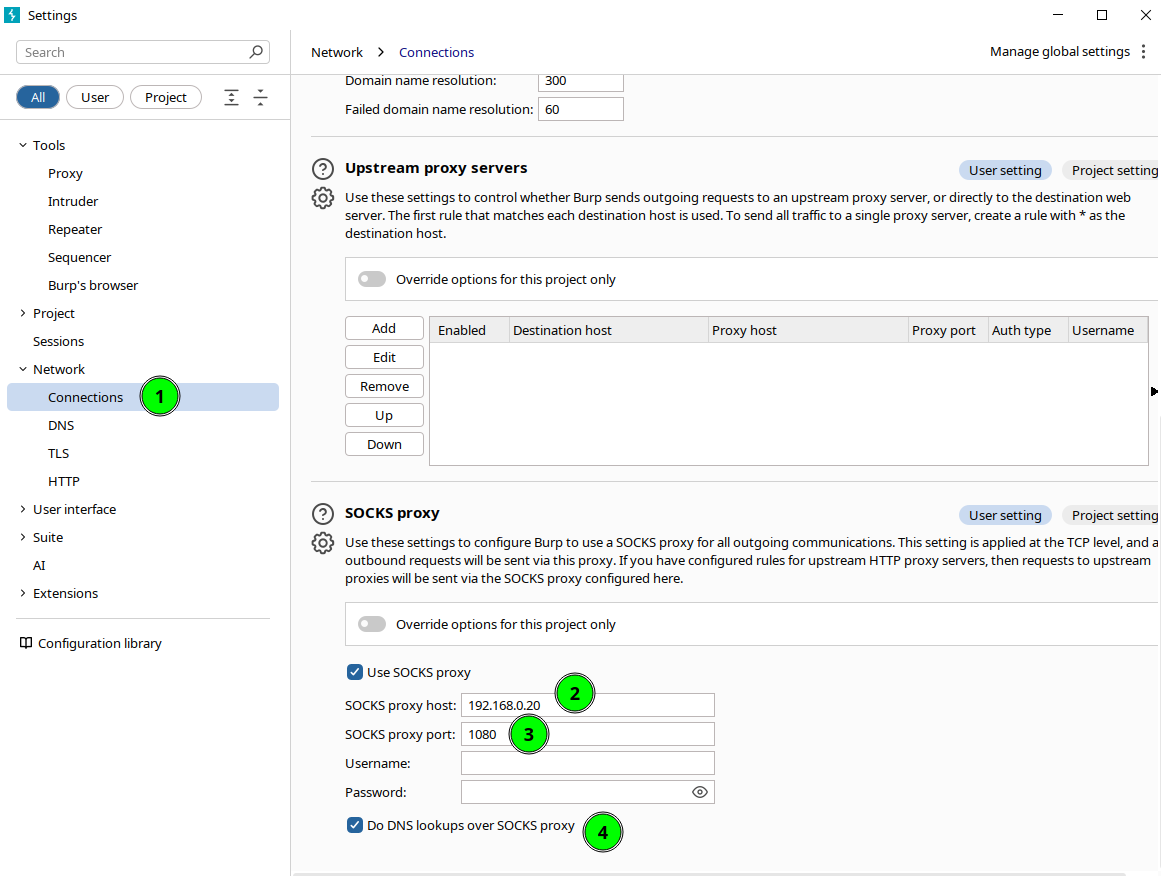 Settings
Search
All
User
Project
Tools
Proxy
Intruder
Repeater
Sequencer
Burp's browser
Project
Sessions
Network
Connections
1
DNS
TLS
HTTP
User interface
Suite
AI
Extensions
Configuration library
Network > Connections
Manage global settings
Domain name resolution: 300
Failed domain name resolution: 60
Upstream proxy servers
User setting
Project setting
Use these settings to control whether Burp sends outgoing requests to an upstream proxy server, or directly to the destination web
server. The first rule that matches each destination host is used. To send all traffic to a single proxy server, create a rule with * as the
destination host.
Override options for this project only
Add
Edit
Remove
Up
Down
Enabled Destination host Proxy host Proxy port Auth type Username
SOCKS proxy
User setting
Project setting
Use these settings to configure Burp to use a SOCKS proxy for all outgoing communications. This setting is applied at the TCP level, and a
outbound requests will be sent via this proxy. If you have configured rules for upstream HTTP proxy servers, then requests to upstream
proxies will be sent via the SOCKS proxy configured here.
Override options for this project only
Use SOCKS proxy
2
SOCKS proxy host: 192.168.0.20
SOCKS proxy port: 1080
3
Username:
Password:
Do DNS lookups over SOCKS proxy
4